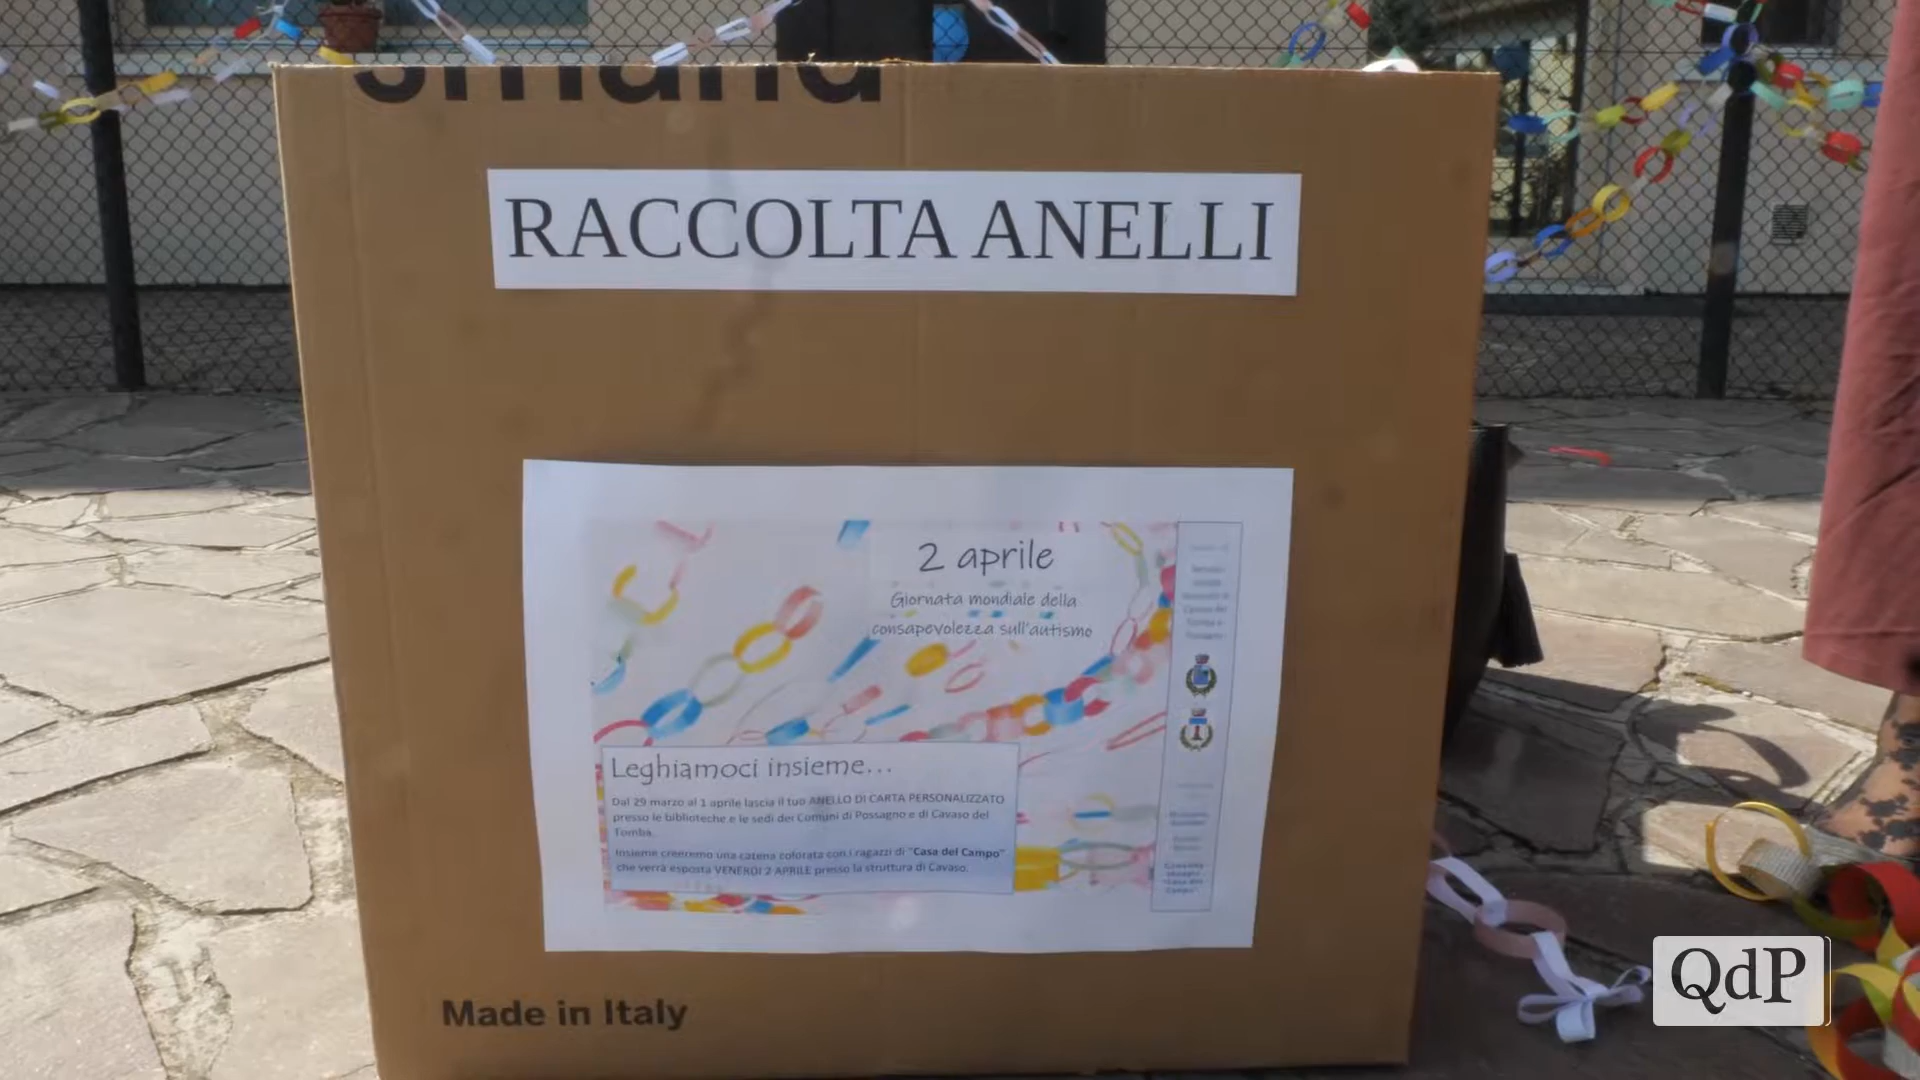 RACCOLTA ANELLI
2 aprile
Giornata mondiale della
consapevolezza sull'autismo
Leghiamoci insieme...
Dal 29 marzo al 1 aprile lascia il tuo ANELLO DI CARTA PERSONALIZZATO
presso le biblioteche e le sedi dei Comuni di Possagno e di Cavaso del
Tomba.
Insieme creeremo una catena colorata con i ragazzi di "Casa del Campo"
che verrà esposta VENERDÌ 2 APRILE presso la struttura di Cavaso.
Made in Italy
QdP